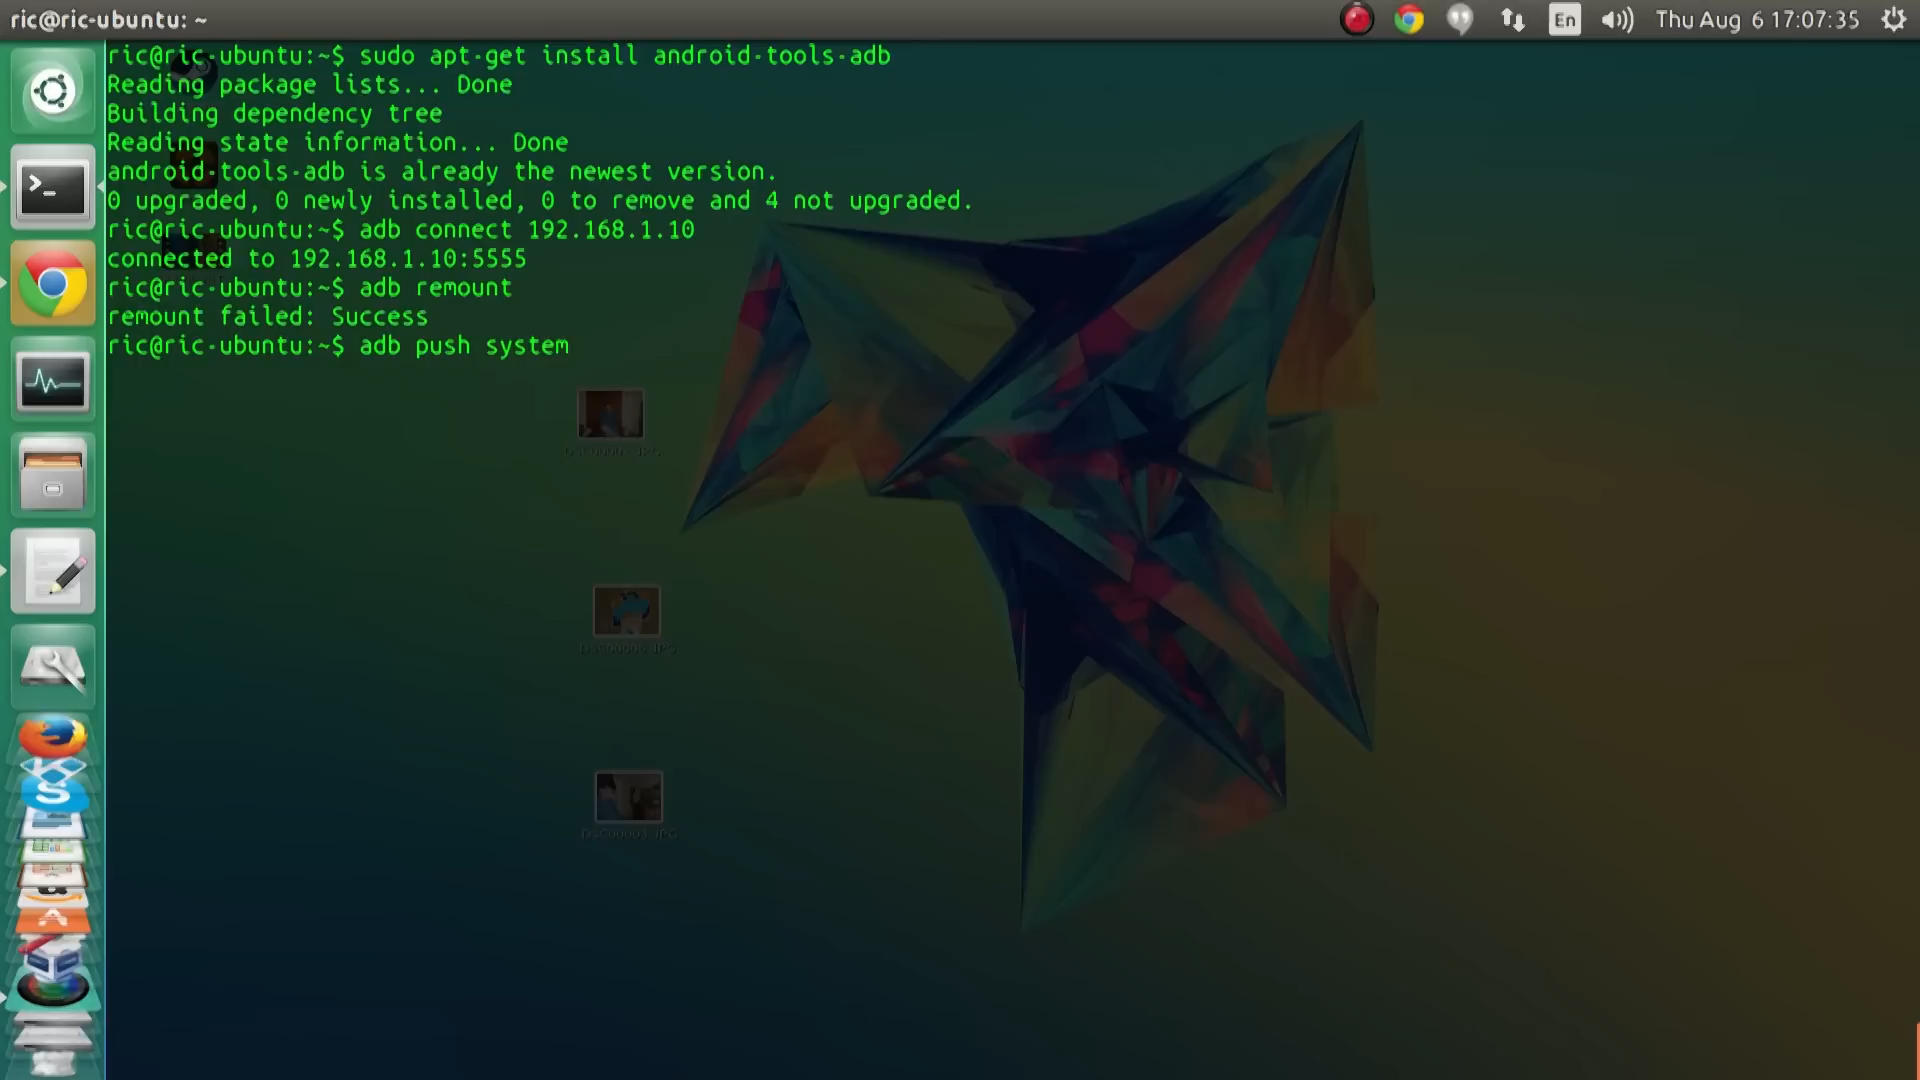 ric@ric-ubuntu: ~
En
Thu Aug 6 17:07:35
ric@ric-ubuntu:~$ sudo apt-get install android-tools-adb
Reading package lists... Done
Building dependency tree
Reading state information... Done
android-tools-adb is already the newest version.
0 upgraded, 0 newly installed, 0 to remove and 4 not upgraded.
ric@ric-ubuntu:~$ adb connect 192.168.1.10
connected to 192.168.1.10:5555
ric@ric-ubuntu:~$ adb remount
remount failed: Success
ric@ric-ubuntu:~$ adb push system